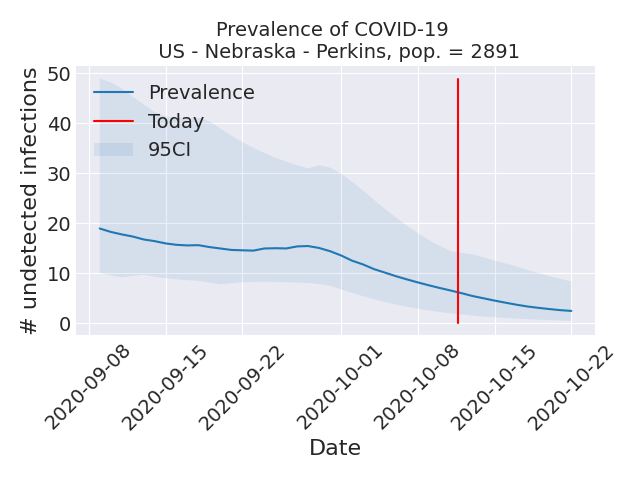 Prevalence of COVID-19
US - Nebraska - Perkins, pop. = 2891
# undetected infections
50
40
30
20
10
0
Prevalence
Today
95CI
2020-09-08
2020-09-15
2020-09-22
2020-10-01
2020-10-08
2020-10-15
2020-10-22
Date